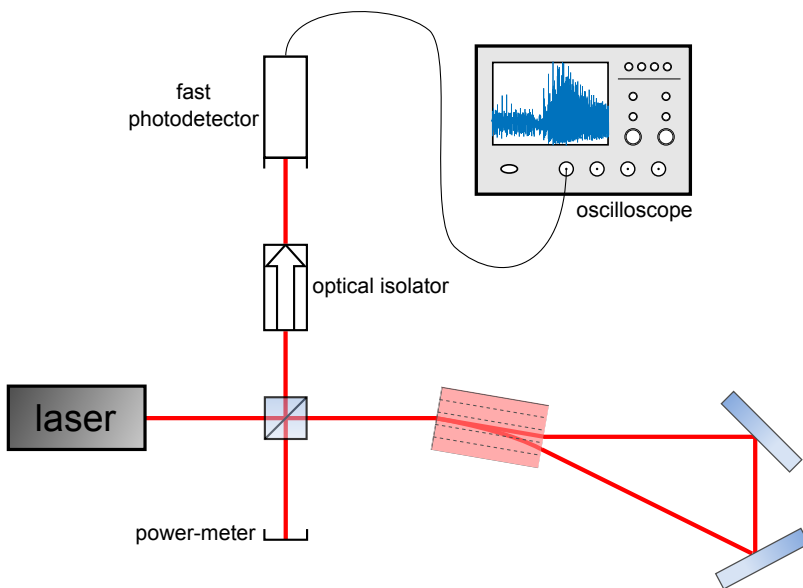 fast
photodetector
oscilloscope
optical isolator
laser
power-meter